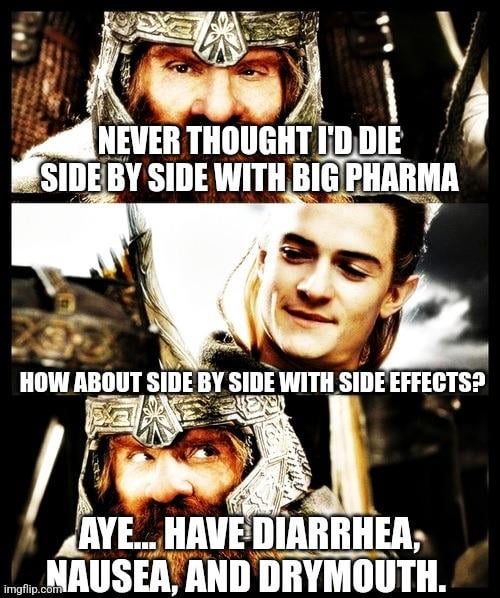 NEVER THOUGHT I'D DIE
SIDE BY SIDE WITH BIG PHARMA
HOW ABOUT SIDE BY SIDE WITH SIDE EFFECTS?
AYE... HAVE DIARRHEA,
NAUSEA, AND DRYMOUTH.
imgflip.com